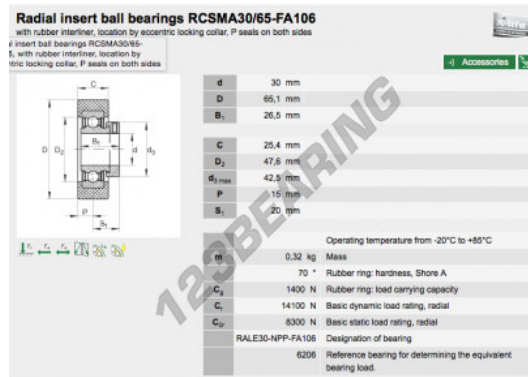 Radial insert ball bearings RCSMA30/65-FA106
with rubber interliner, location by eccentric locking collar, P seals on both sides
l insert ball bearings RCSMA30/65-
, with rubber interliner, location by
ntric locking collar, P seals on both sides
Accessories
d 30 mm
D 65,1 mm
B1 26,5 mm
C 25,4 mm
D2 47,6 mm
d3 max 42,5 mm
P 15 mm
S1 20 mm
C
B1
D D2 d d3
P
S1
Operating temperature from -20°C to +85°C
m 0,32 kg Mass
70 ° Rubber ring: hardness, Shore A
1400 N Rubber ring: load carrying capacity
Cr 14100 N Basic dynamic load rating, radial
C0r 8300 N Basic static load rating, radial
RALE30-NPP-FA106 Designation of bearing
6206 Reference bearing for determining the equivalent
bearing load.
123BEARING